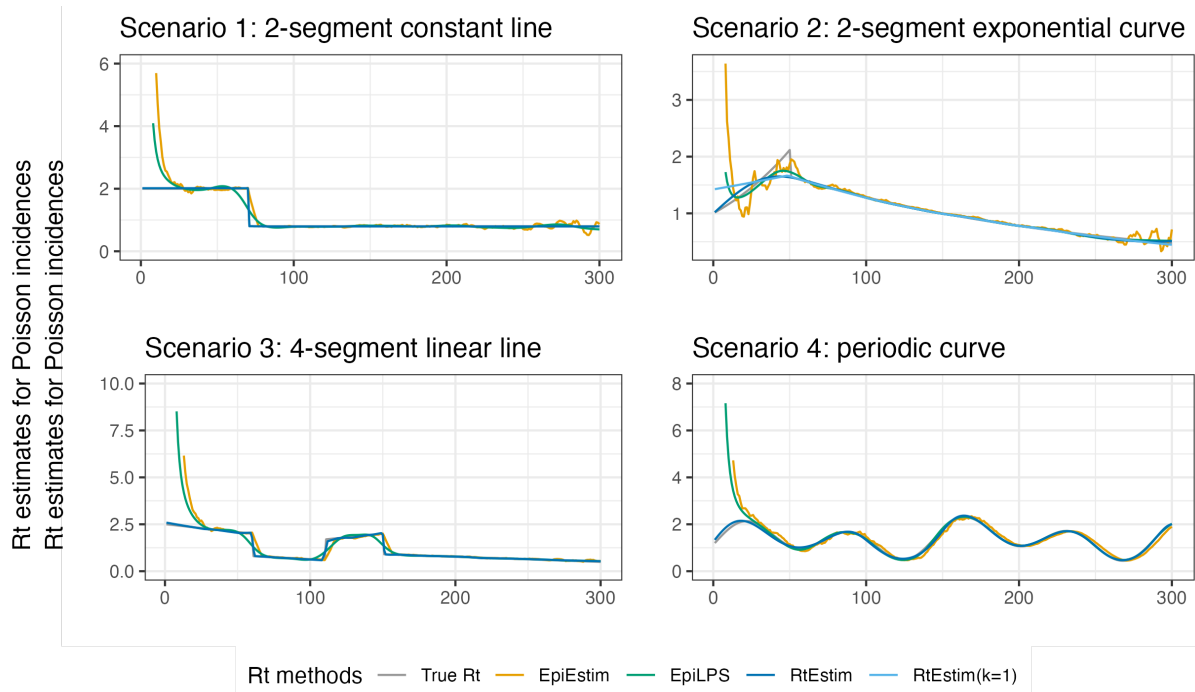 Scenario 1: 2-segment constant line
6
4
2
0
0 100 200 300
Scenario 2: 2-segment exponential curve
3
2
1
0 100 200 300
Rt estimates for Poisson incidences
Rt estimates for Poisson incidences
Scenario 3: 4-segment linear line
10.0
7.5
5.0
2.5
0.0
0 100 200 300
Scenario 4: periodic curve
8
6
4
2
0
0 100 200 300
Rt methods True Rt EpiEstim EpiLPS RtEstim RtEstim(k=1)